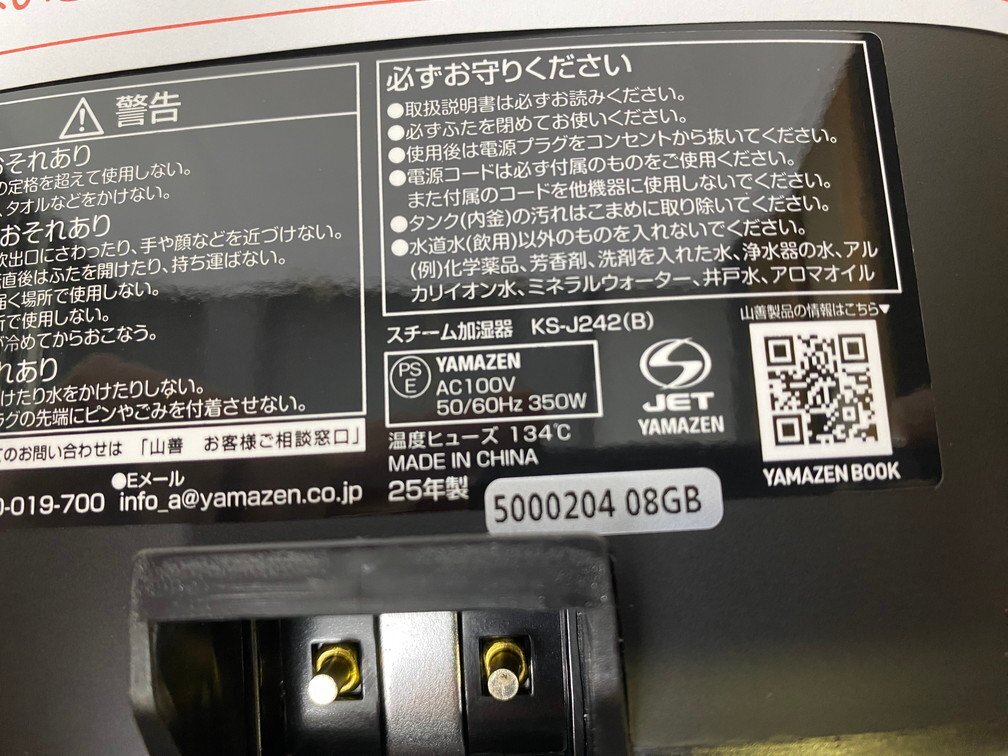 警告
おそれあり
の定格を超えて使用しない。
、タオルなどをかけない。
おそれあり
吹出口にさわったり、手や顔などを近づけない。
直後はふたを開けたり、持ち運ばない。
届く場所で使用しない。
所で使用しない。
が冷めてからおこなう。
れあり
けたり水をかけたりしない。
ラグの先端にピンやごみを付着させない。
てのお問い合わせは 「山善 お客様ご相談窓口」
●Eメール
0-019-700 info_a@yamazen.co.jp
必ずお守りください
●取扱説明書は必ずお読みください。
●必ずふたを閉めてお使いください。
●使用後は電源プラグをコンセントから抜いてください。
●電源コードは必ず付属のものをご使用ください。
また付属のコードを他機器に使用しないでください。
●タンク(内釜)の汚れはこまめに取り除いてください。
●水道水(飲用)以外のものを入れないでください。
(例)化学薬品、芳香剤、洗剤を入れた水、浄水器の水、アル
カリイオン水、ミネラルウォーター、井戸水、アロマオイル
スチーム加湿器 KS-J242(B)
PS
E
YAMAZEN
AC100V
50/60Hz 350W
温度ヒューズ 134℃
MADE IN CHINA
25年製
5000204 08GB
JET
YAMAZEN
山善製品の情報はこちら▼
YAMAZEN BOOK